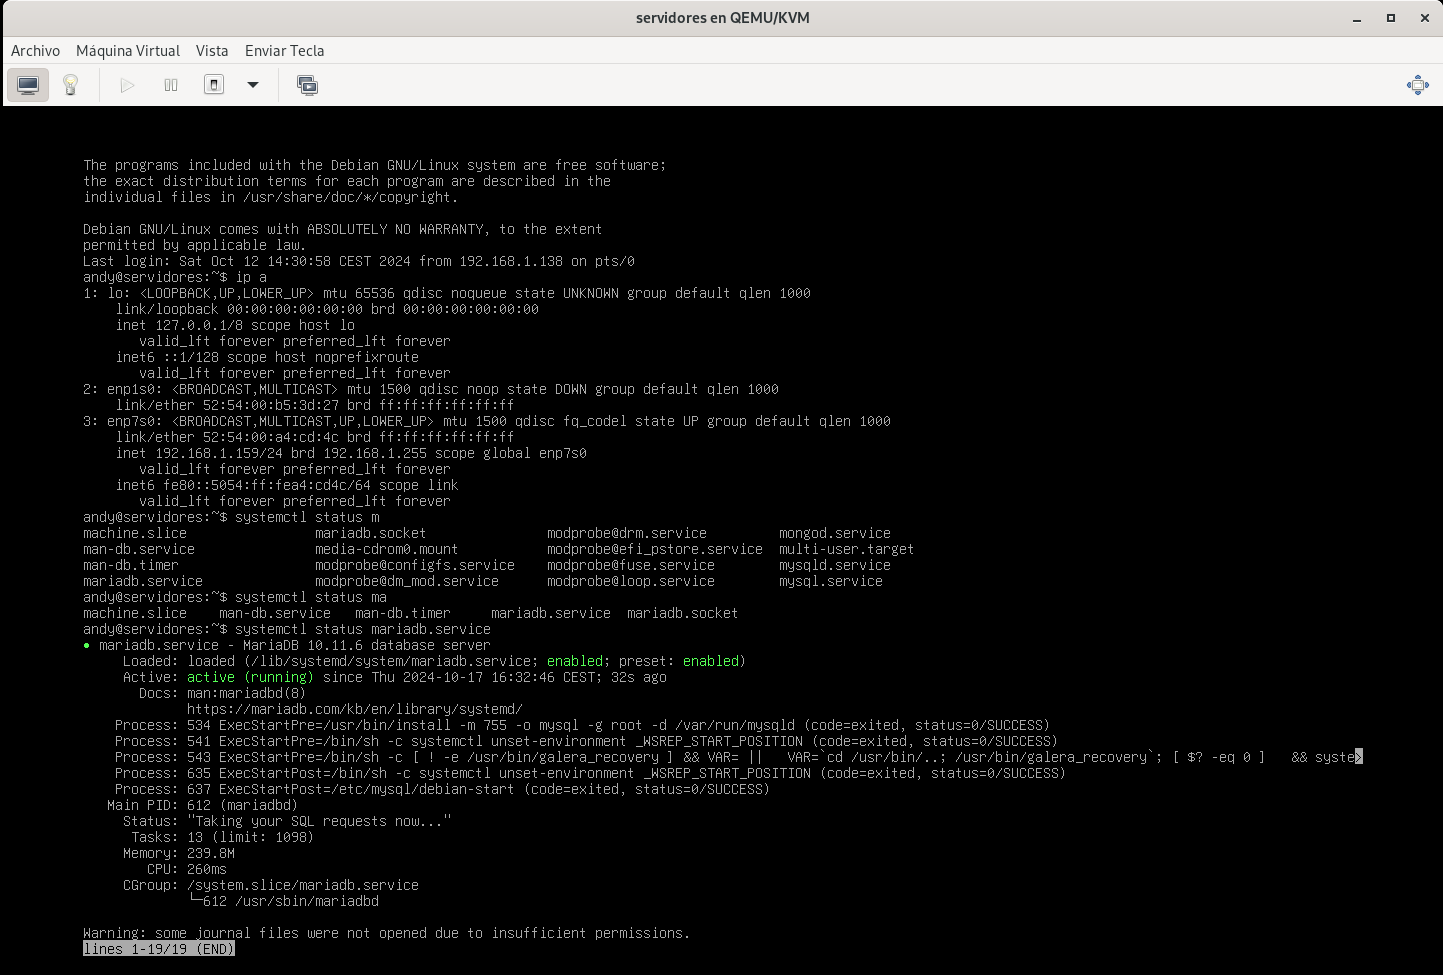 servidores en QEMU/KVM
Archivo Máquina Virtual Vista Enviar Tecla
The programs included with the Debian GNU/Linux system are free software;
the exact distribution terms for each program are described in the
individual files in /usr/share/doc/*/copyright.
Debian GNU/Linux comes with ABSOLUTELY NO WARRANTY, to the extent
permitted by applicable law.
Last login: Sat Oct 12 14:30:58 CEST 2024 from 192.168.1.138 on pts/0
andy@servidores:~$ ip a
1: lo: <LOOPBACK,UP,LOWER_UP> mtu 65536 qdisc noqueue state UNKNOWN group default qlen 1000
    link/loopback 00:00:00:00:00:00 brd 00:00:00:00:00:00
    inet 127.0.0.1/8 scope host lo
       valid_lft forever preferred_lft forever
    inet6 ::1/128 scope host noprefixroute
       valid_lft forever preferred_lft forever
2: enp1s0: <BROADCAST,MULTICAST> mtu 1500 qdisc noop state DOWN group default qlen 1000
    link/ether 52:54:00:b5:3d:27 brd ff:ff:ff:ff:ff:ff
3: enp7s0: <BROADCAST,MULTICAST,UP,LOWER_UP> mtu 1500 qdisc fq_codel state UP group default qlen 1000
    link/ether 52:54:00:a4:cd:4c brd ff:ff:ff:ff:ff:ff
    inet 192.168.1.159/24 brd 192.168.1.255 scope global enp7s0
       valid_lft forever preferred_lft forever
    inet6 fe80::5054:ff:fea4:cd4c/64 scope link
       valid_lft forever preferred_lft forever
andy@servidores:~$ systemctl status m
machine.slice                mariadb.socket               modprobe@drm.service         mongod.service
man-db.service               media-cdrom0.mount           modprobe@efi_pstore.service  multi-user.target
man-db.timer                 modprobe@configfs.service    modprobe@fuse.service        mysqld.service
mariadb.service              modprobe@dm_mod.service      modprobe@loop.service        mysql.service
andy@servidores:~$ systemctl status ma
machine.slice    man-db.service   man-db.timer     mariadb.service  mariadb.socket
andy@servidores:~$ systemctl status mariadb.service
● mariadb.service - MariaDB 10.11.6 database server
     Loaded: loaded (/lib/systemd/system/mariadb.service; enabled; preset: enabled)
     Active: active (running) since Thu 2024-10-17 16:32:46 CEST; 32s ago
       Docs: man:mariadbd(8)
             https://mariadb.com/kb/en/library/systemd/
    Process: 534 ExecStartPre=/usr/bin/install -m 755 -o mysql -g root -d /var/run/mysqld (code=exited, status=0/SUCCESS)
    Process: 541 ExecStartPre=/bin/sh -c systemctl unset-environment _WSREP_START_POSITION (code=exited, status=0/SUCCESS)
    Process: 543 ExecStartPre=/bin/sh -c [ ! -e /usr/bin/galera_recovery ] && VAR= ||   VAR=`cd /usr/bin/..; /usr/bin/galera_recovery`; [ $? -eq 0 ]   && syste>
    Process: 635 ExecStartPost=/bin/sh -c systemctl unset-environment _WSREP_START_POSITION (code=exited, status=0/SUCCESS)
    Process: 637 ExecStartPost=/etc/mysql/debian-start (code=exited, status=0/SUCCESS)
   Main PID: 612 (mariadbd)
     Status: "Taking your SQL requests now..."
      Tasks: 13 (limit: 1098)
     Memory: 239.8M
        CPU: 260ms
     CGroup: /system.slice/mariadb.service
             └─612 /usr/sbin/mariadbd
Warning: some journal files were not opened due to insufficient permissions.
lines 1-19/19 (END)